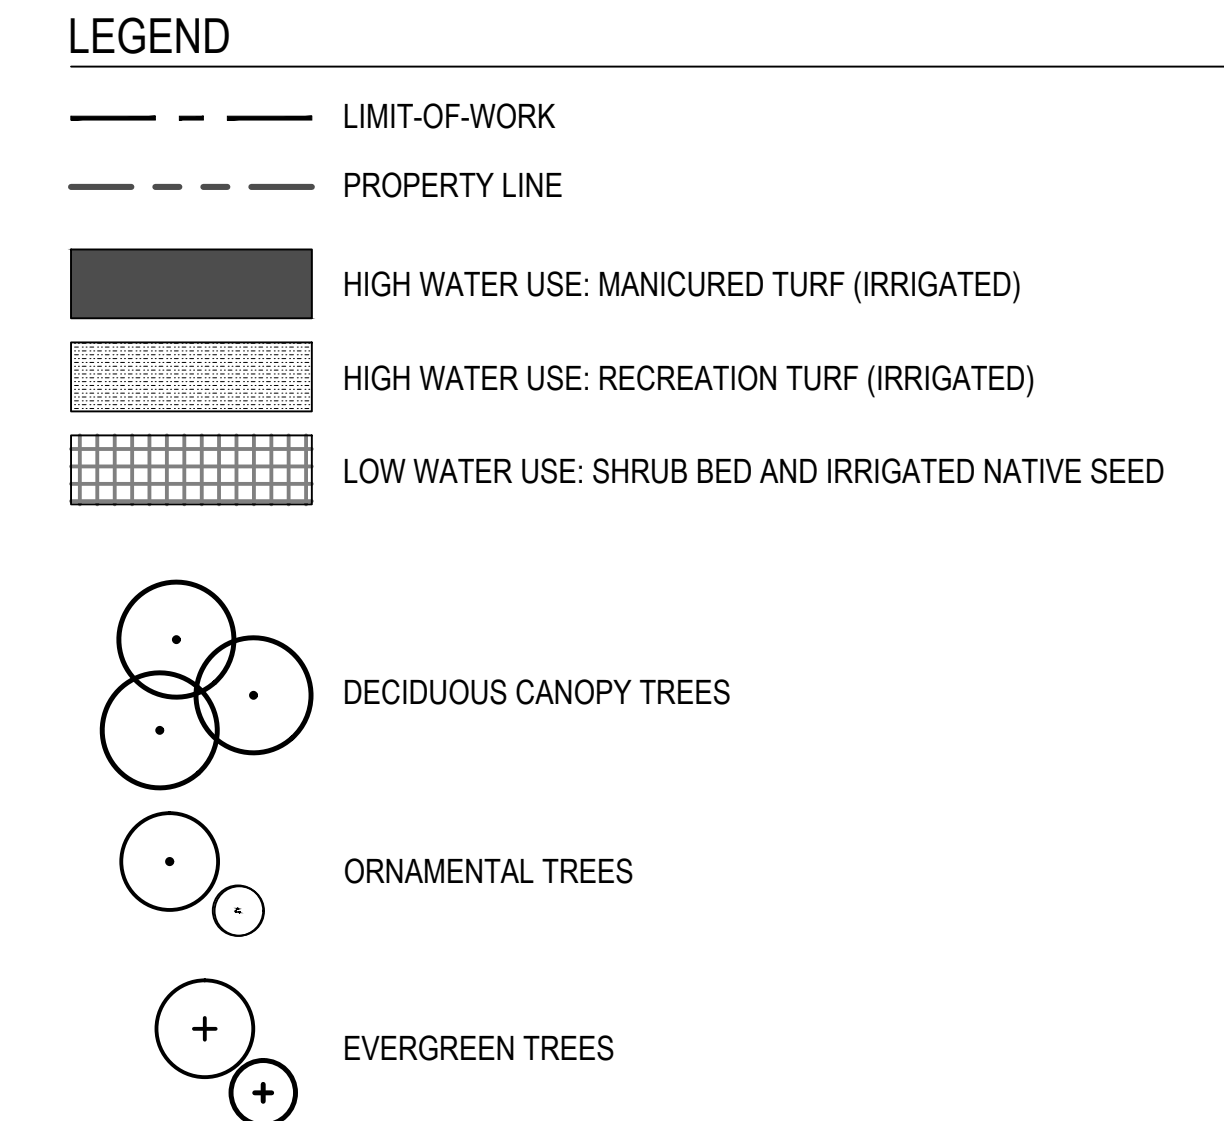 LEGEND
LIMIT-OF-WORK
PROPERTY LINE
HIGH WATER USE: MANICURED TURF (IRRIGATED)
HIGH WATER USE: RECREATION TURF (IRRIGATED)
LOW WATER USE: SHRUB BED AND IRRIGATED NATIVE SEED
DECIDUOUS CANOPY TREES
ORNAMENTAL TREES
EVERGREEN TREES